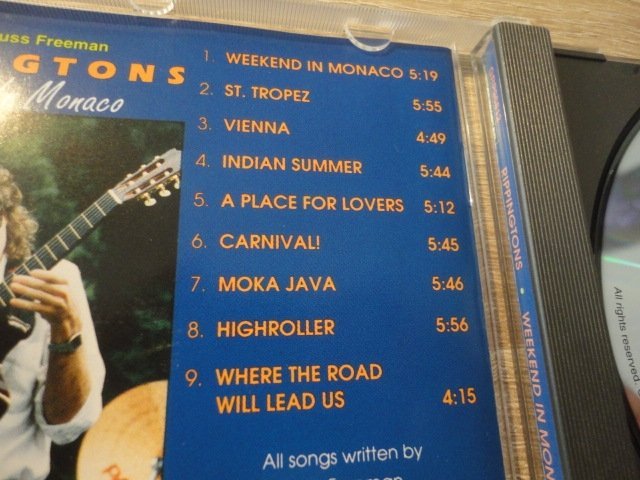 uss Freeman
GTONS
Monaco
1. WEEKEND IN MONACO 5:19
2. ST. TROPEZ 5:55
3. VIENNA 4:49
4. INDIAN SUMMER 5:44
5. A PLACE FOR LOVERS 5:12
6. CARNIVAL! 5:45
7. MOKA JAVA 5:46
8. HIGHROLLER 5:56
9. WHERE THE ROAD
WILL LEAD US 4:15
All songs written by
Freeman
RIPPINGTONS • WEEKEND IN MON
All rights reserved.